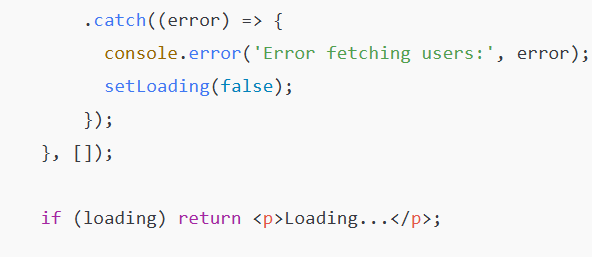 .catch((error) => {
console.error('Error fetching users:', error);
setLoading(false);
});
}, []);
if (loading) return <p>Loading...</p>;